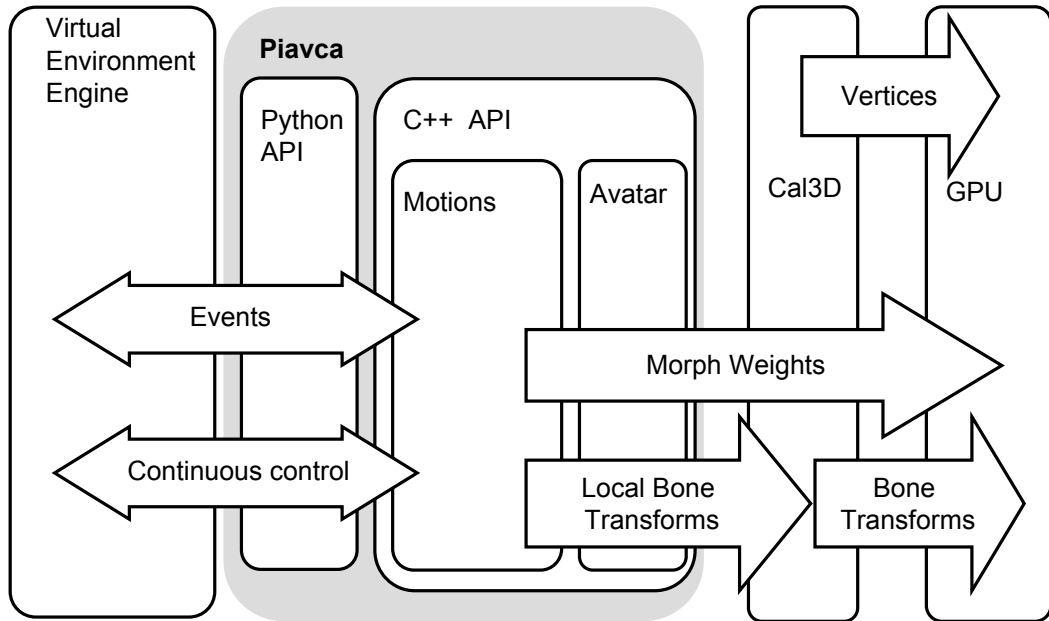 Virtual
Environment
Engine
Piavca
Python
API
C++ API
Motions
Avatar
Cal3D
GPU
Vertices
Events
Morph Weights
Continuous control
Local Bone
Transforms
Bone
Transforms